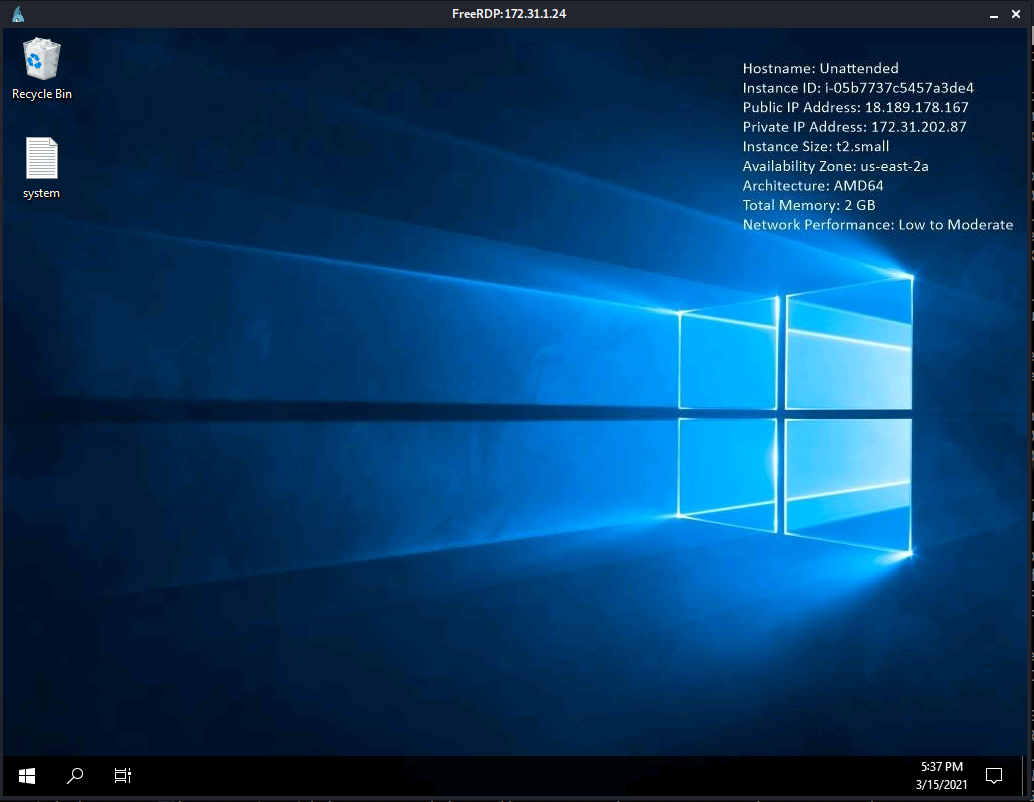 FreeRDP:172.31.1.24
Recycle Bin
system
Hostname: Unattended
Instance ID: i-05b7737c5457a3de4
Public IP Address: 18.189.178.167
Private IP Address: 172.31.202.87
Instance Size: t2.small
Availability Zone: us-east-2a
Architecture: AMD64
Total Memory: 2 GB
Network Performance: Low to Moderate
5:37 PM
3/15/2021